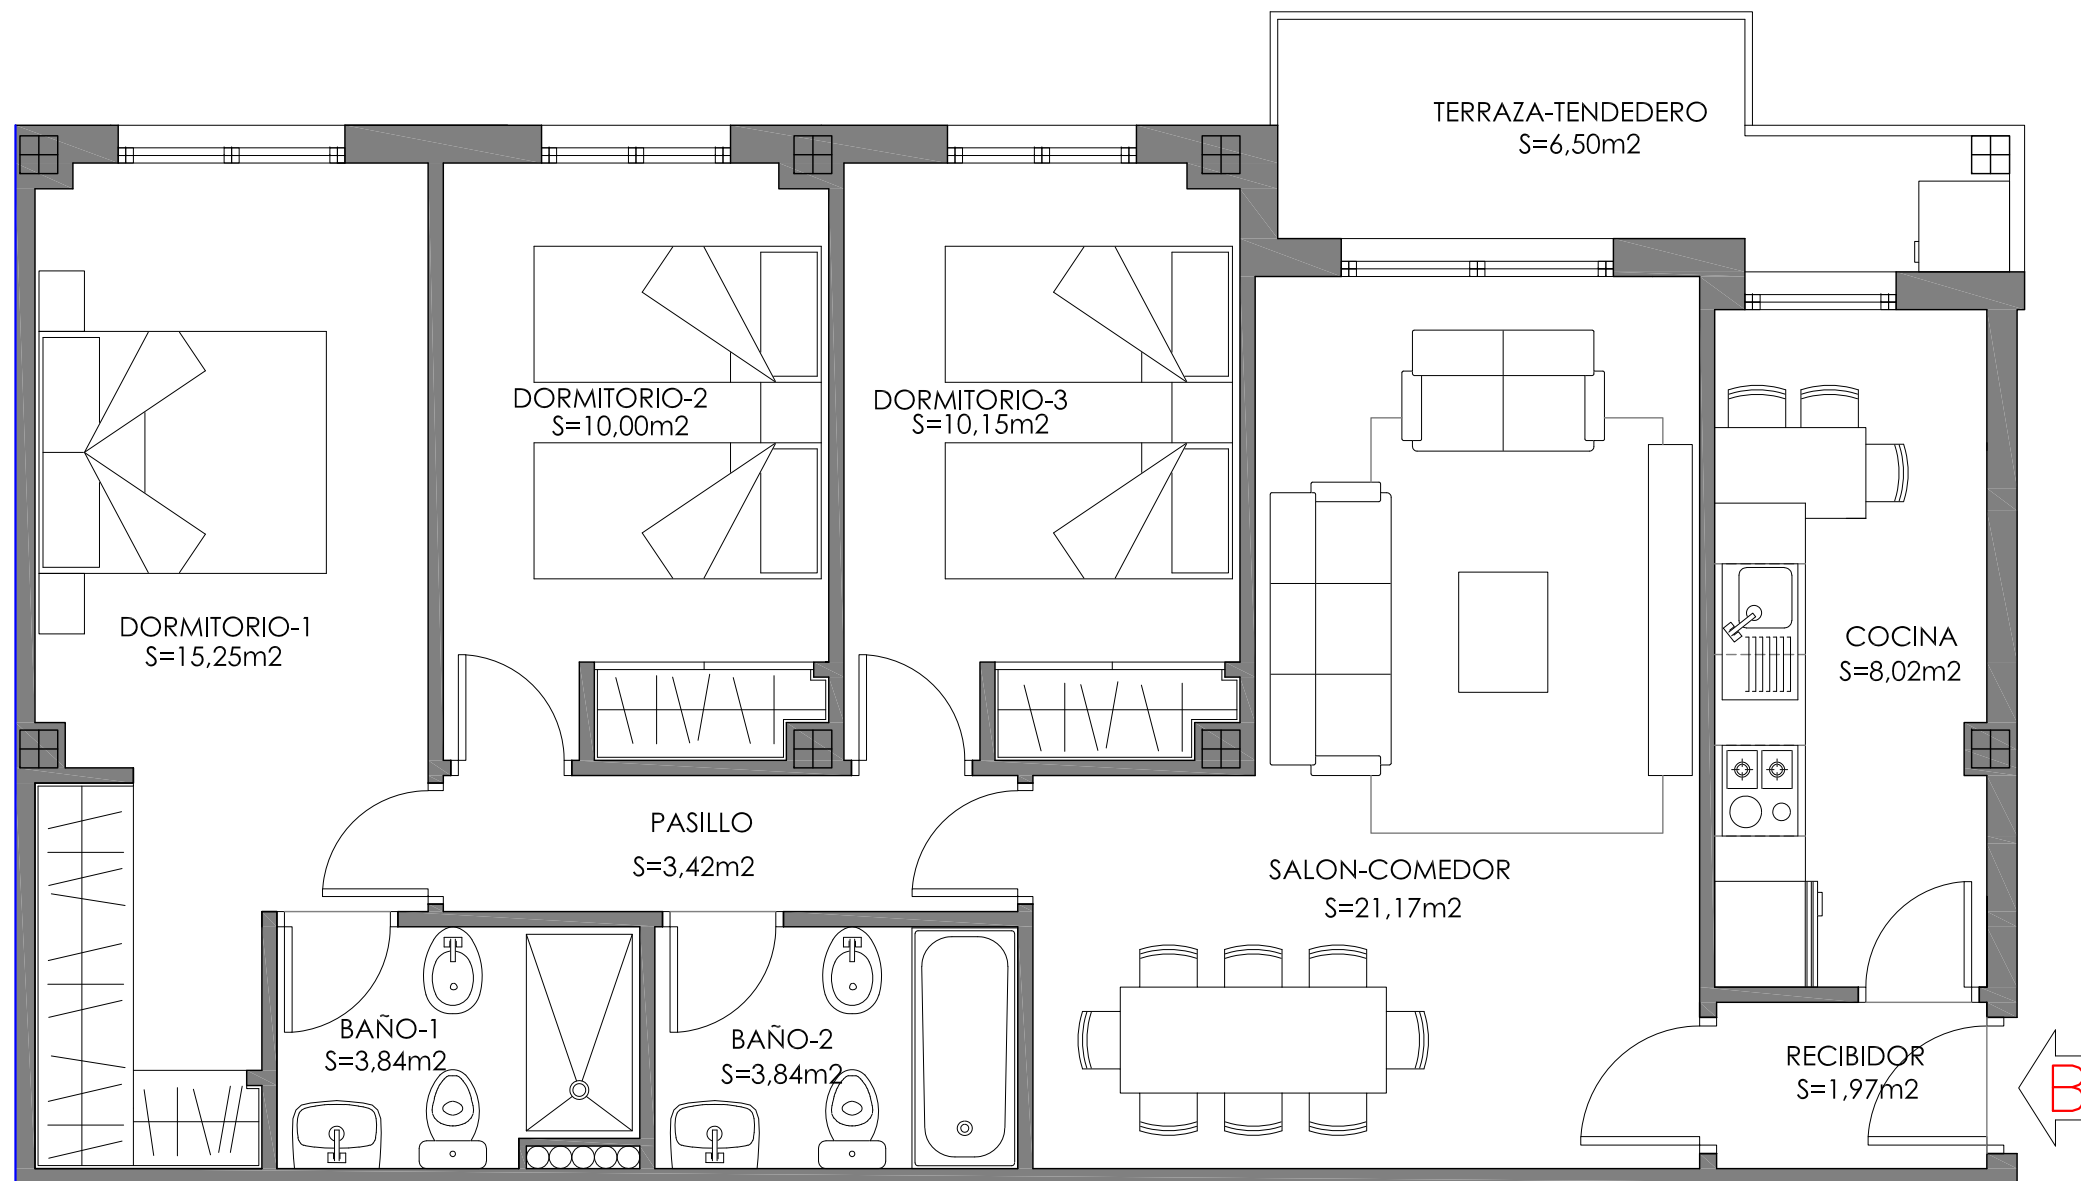 TERRAZA-TENDEDERO
S=6,50m2
DORMITORIO-2
S=10,00m2
DORMITORIO-3
S=10,15m2
DORMITORIO-1
S=15,25m2
COCINA
S=8,02m2
PASILLO
S=3,42m2
SALON-COMEDOR
S=21,17m2
BAÑO-1
S=3,84m2
BAÑO-2
S=3,84m2
RECIBIDOR
S=1,97m2
B